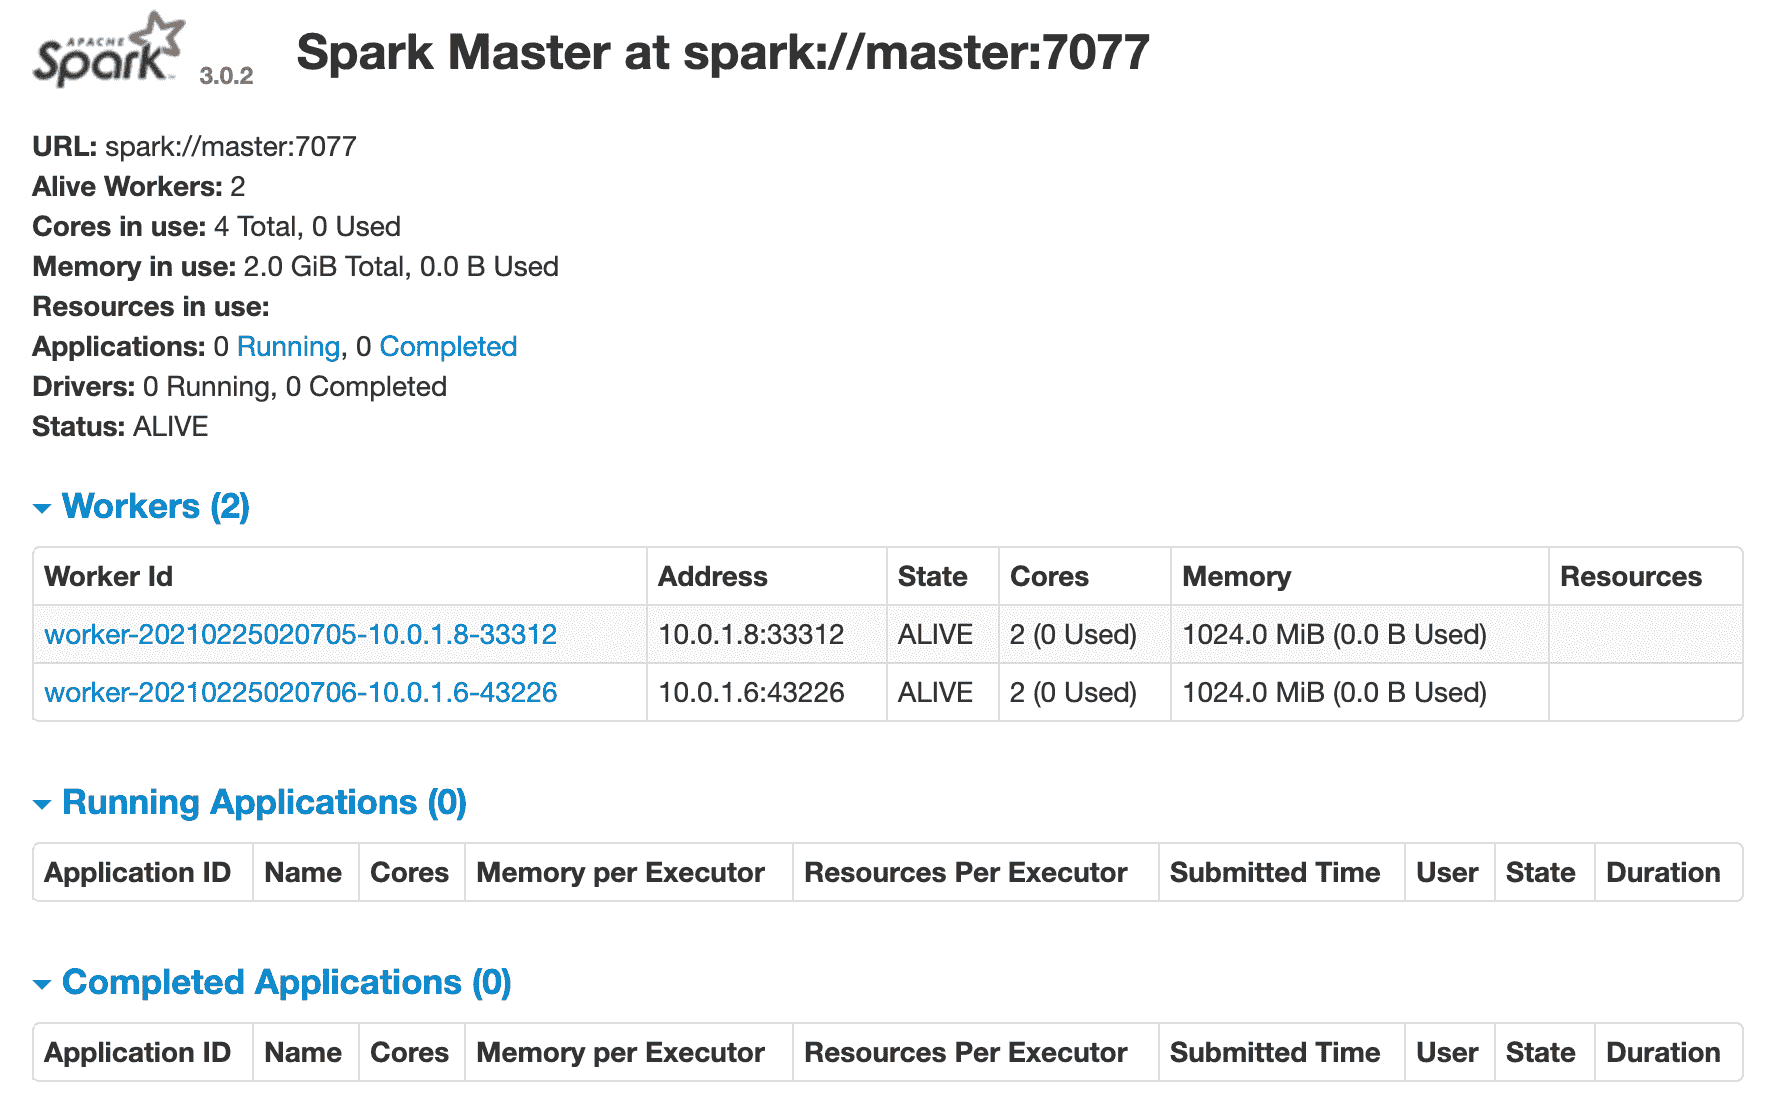 APACHE
Spark 3.0.2 Spark Master at spark://master:7077
URL: spark://master:7077
Alive Workers: 2
Cores in use: 4 Total, 0 Used
Memory in use: 2.0 GiB Total, 0.0 B Used
Resources in use:
Applications: 0 Running, 0 Completed
Drivers: 0 Running, 0 Completed
Status: ALIVE
Workers (2)
Worker Id Address State Cores Memory Resources
worker-20210225020705-10.0.1.8-33312 10.0.1.8:33312 ALIVE 2 (0 Used) 1024.0 MiB (0.0 B Used)
worker-20210225020706-10.0.1.6-43226 10.0.1.6:43226 ALIVE 2 (0 Used) 1024.0 MiB (0.0 B Used)
Running Applications (0)
Application ID Name Cores Memory per Executor Resources Per Executor Submitted Time User State Duration
Completed Applications (0)
Application ID Name Cores Memory per Executor Resources Per Executor Submitted Time User State Duration